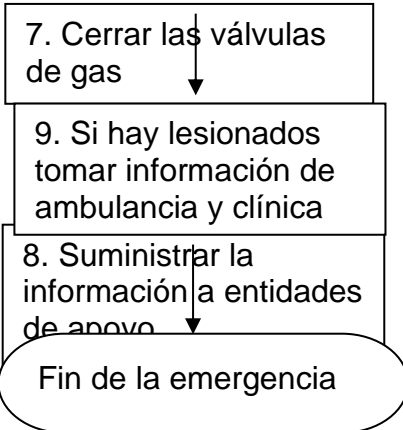 7. Cerrar las válvulas
de gas
9. Si hay lesionados
tomar información de
ambulancia y clínica
8. Suministrar la
información a entidades
de apoyo
Fin de la emergencia